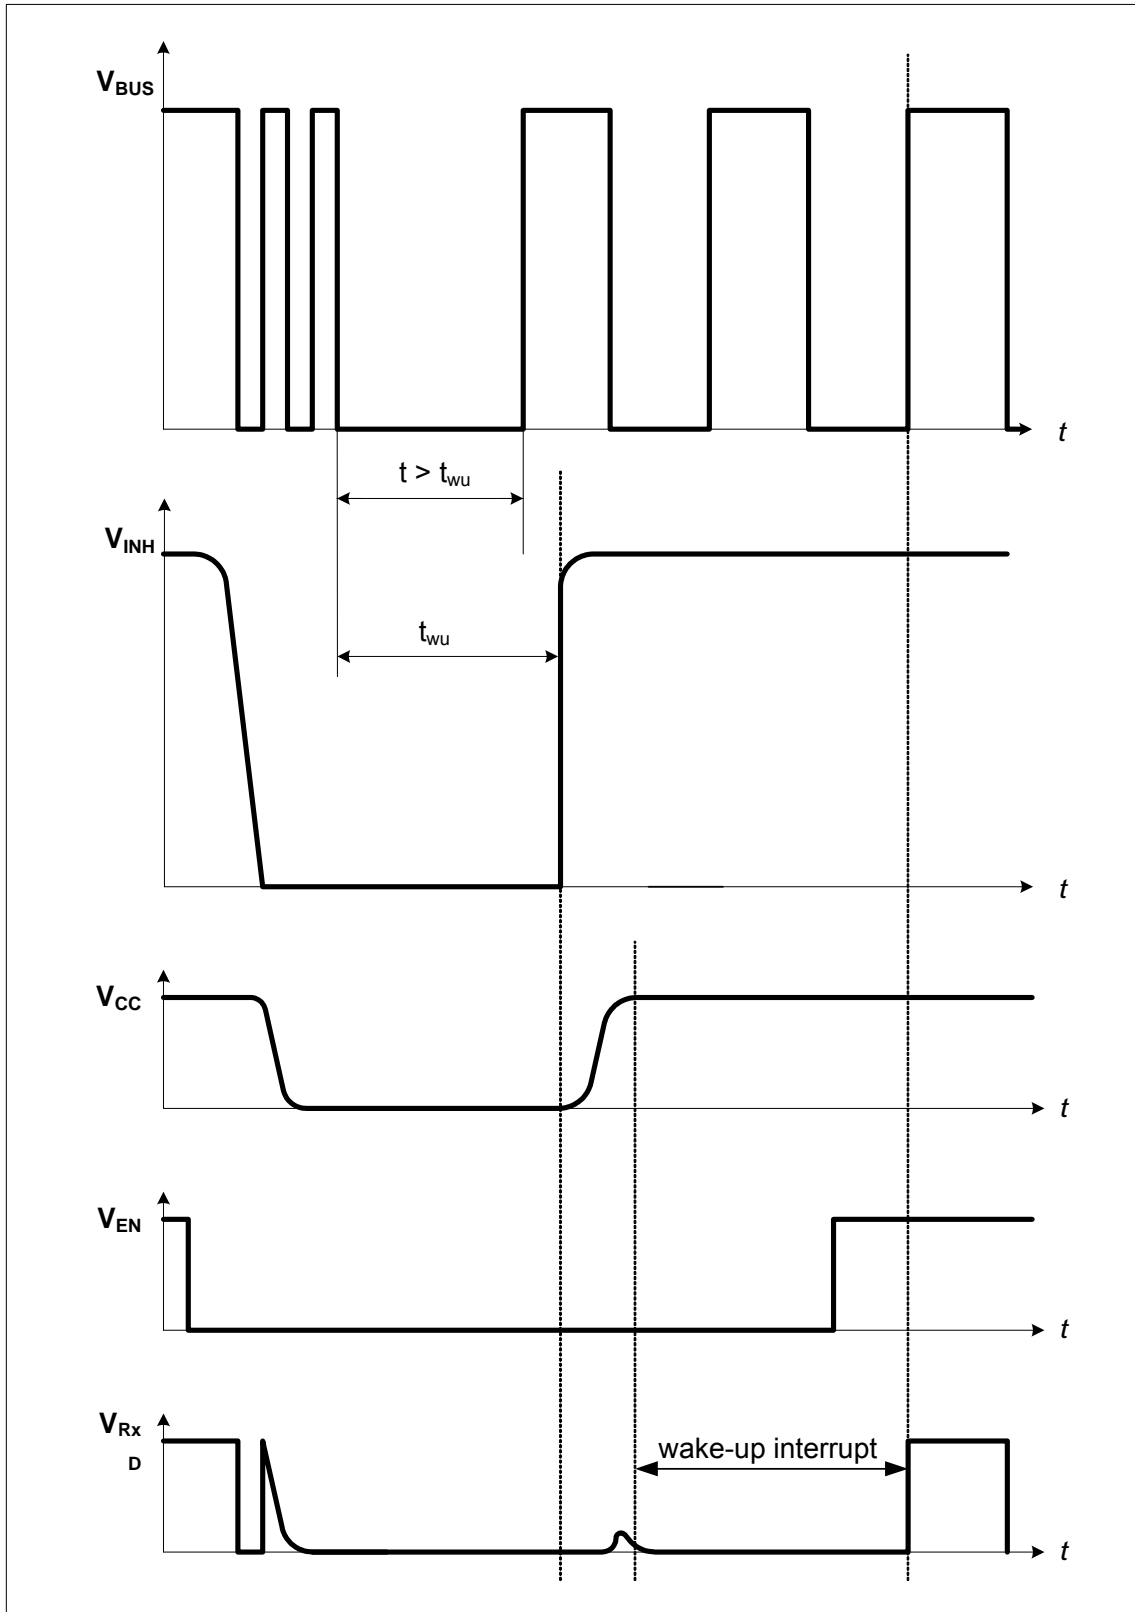 VBUS
t
t > twu
VINH
twu
t
VCC
t
VEN
t
VRx
D
wake-up interrupt
t